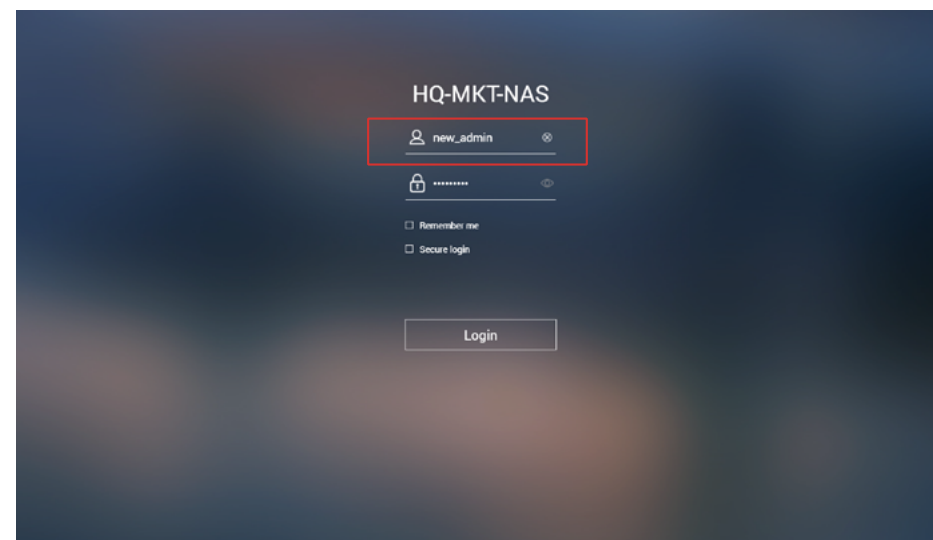 HQ-MKT-NAS
new_admin
•••••••••
Remember me
Secure login
Login